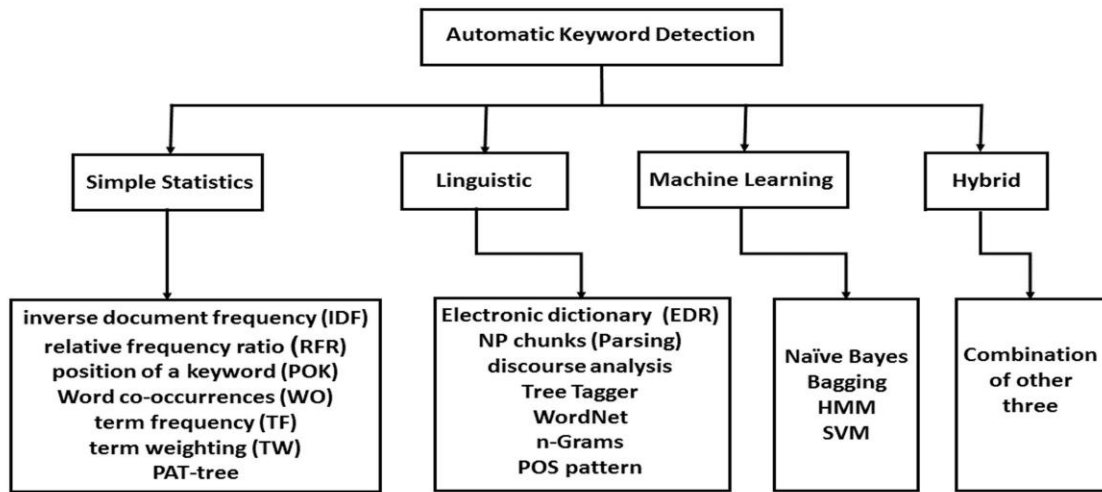 Automatic Keyword Detection
Simple Statistics
Linguistic
Machine Learning
Hybrid
inverse document frequency (IDF)
relative frequency ratio (RFR)
position of a keyword (POK)
Word co-occurrences (WO)
term frequency (TF)
term weighting (TW)
PAT-tree
Electronic dictionary (EDR)
NP chunks (Parsing)
discourse analysis
Tree Tagger
WordNet
n-Grams
POS pattern
Naïve Bayes
Bagging
HMM
SVM
Combination
of other
three